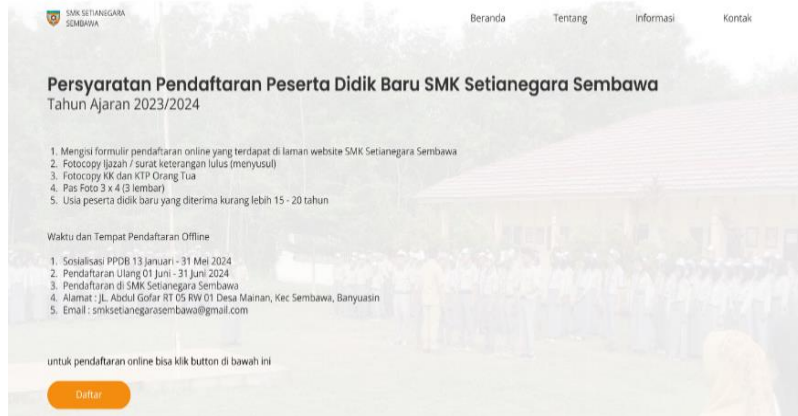 SMK SETIANEGARA
SEMBAWA
Beranda Tentang Informasi Kontak
Persyaratan Pendaftaran Peserta Didik Baru SMK Setianegara Sembawa
Tahun Ajaran 2023/2024
1. Mengisi formulir pendaftaran online yang terdapat di laman website SMK Setianegara Sembawa
2. Fotocopy Ijazah / surat keterangan lulus (menyusul)
3. Fotocopy KK dan KTP Orang Tua
4. Pas Foto 3 x 4 (3 lembar)
5. Usia peserta didik baru yang diterima kurang lebih 15 - 20 tahun
Waktu dan Tempat Pendaftaran Offline
1. Sosialisasi PPDB 13 Januari - 31 Mei 2024
2. Pendaftaran Ulang 01 Juni - 31 Juni 2024
3. Pendaftaran di SMK Setianegara Sembawa
4. Alamat : JL. Abdul Gofar RT 05 RW 01 Desa Mainan, Kec Sembawa, Banyuasin
5. Email : smksetianegarasembawa@gmail.com
untuk pendaftaran online bisa klik button di bawah ini
Daftar